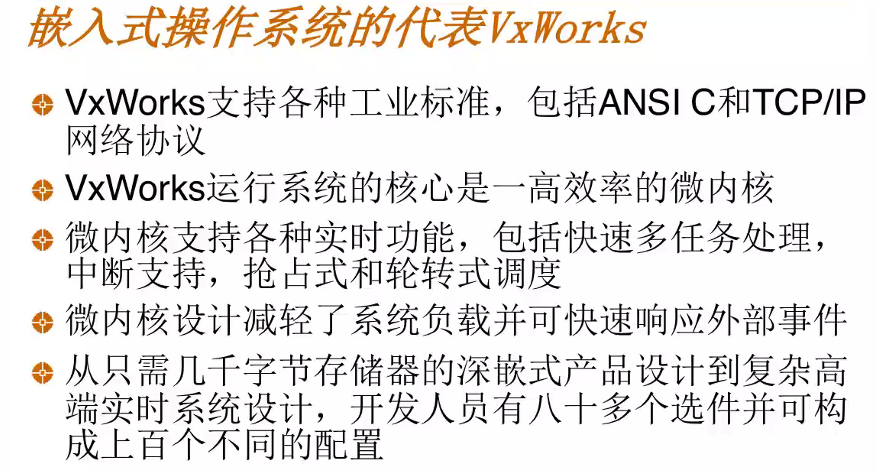 嵌入式操作系统的代表VxWorks
VxWorks支持各种工业标准，包括ANSI C和TCP/IP
网络协议
VxWorks运行系统的核心是一高效率的微内核
微内核支持各种实时功能，包括快速多任务处理，
中断支持，抢占式和轮转式调度
微内核设计减轻了系统负载并可快速响应外部事件
从只需几千字节存储器的深嵌式产品设计到复杂高
端实时系统设计，开发人员有八十多个选件并可构
成上百个不同的配置